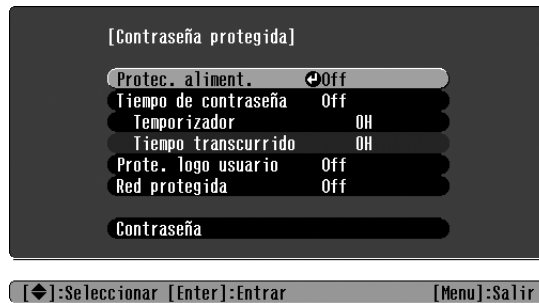 [Contraseña protegida]
Protec. aliment. Off
Tiempo de contraseña Off
Temporizador 0H
Tiempo transcurrido 0H
Prote. logo usuario Off
Red protegida Off
Contraseña
[◆]:Seleccionar [Enter]:Entrar [Menu]:Salir